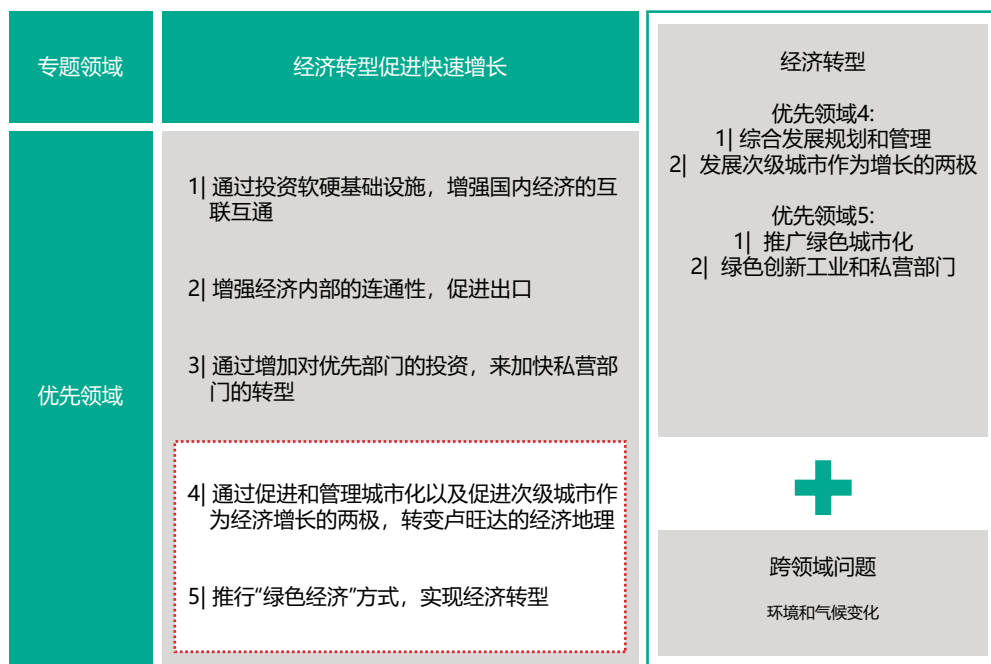 专题领域
经济转型促进快速增长
优先领域
1| 通过投资软硬基础设施，增强国内经济的互
联互通
2| 增强经济内部的连通性，促进出口
3| 通过增加对优先部门的投资，来加快私营部
门的转型
4| 通过促进和管理城市化以及促进次级城市作
为经济增长的两极，转变卢旺达的经济地理
5| 推行“绿色经济”方式，实现经济转型
经济转型
优先领域4:
1| 综合发展规划和管理
2| 发展次级城市作为增长的两极
优先领域5:
1| 推广绿色城市化
2| 绿色创新工业和私营部门
跨领域问题
环境和气候变化